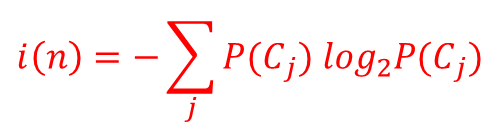 i(n) = − ∑_j P(C_j) log_2 P(C_j)